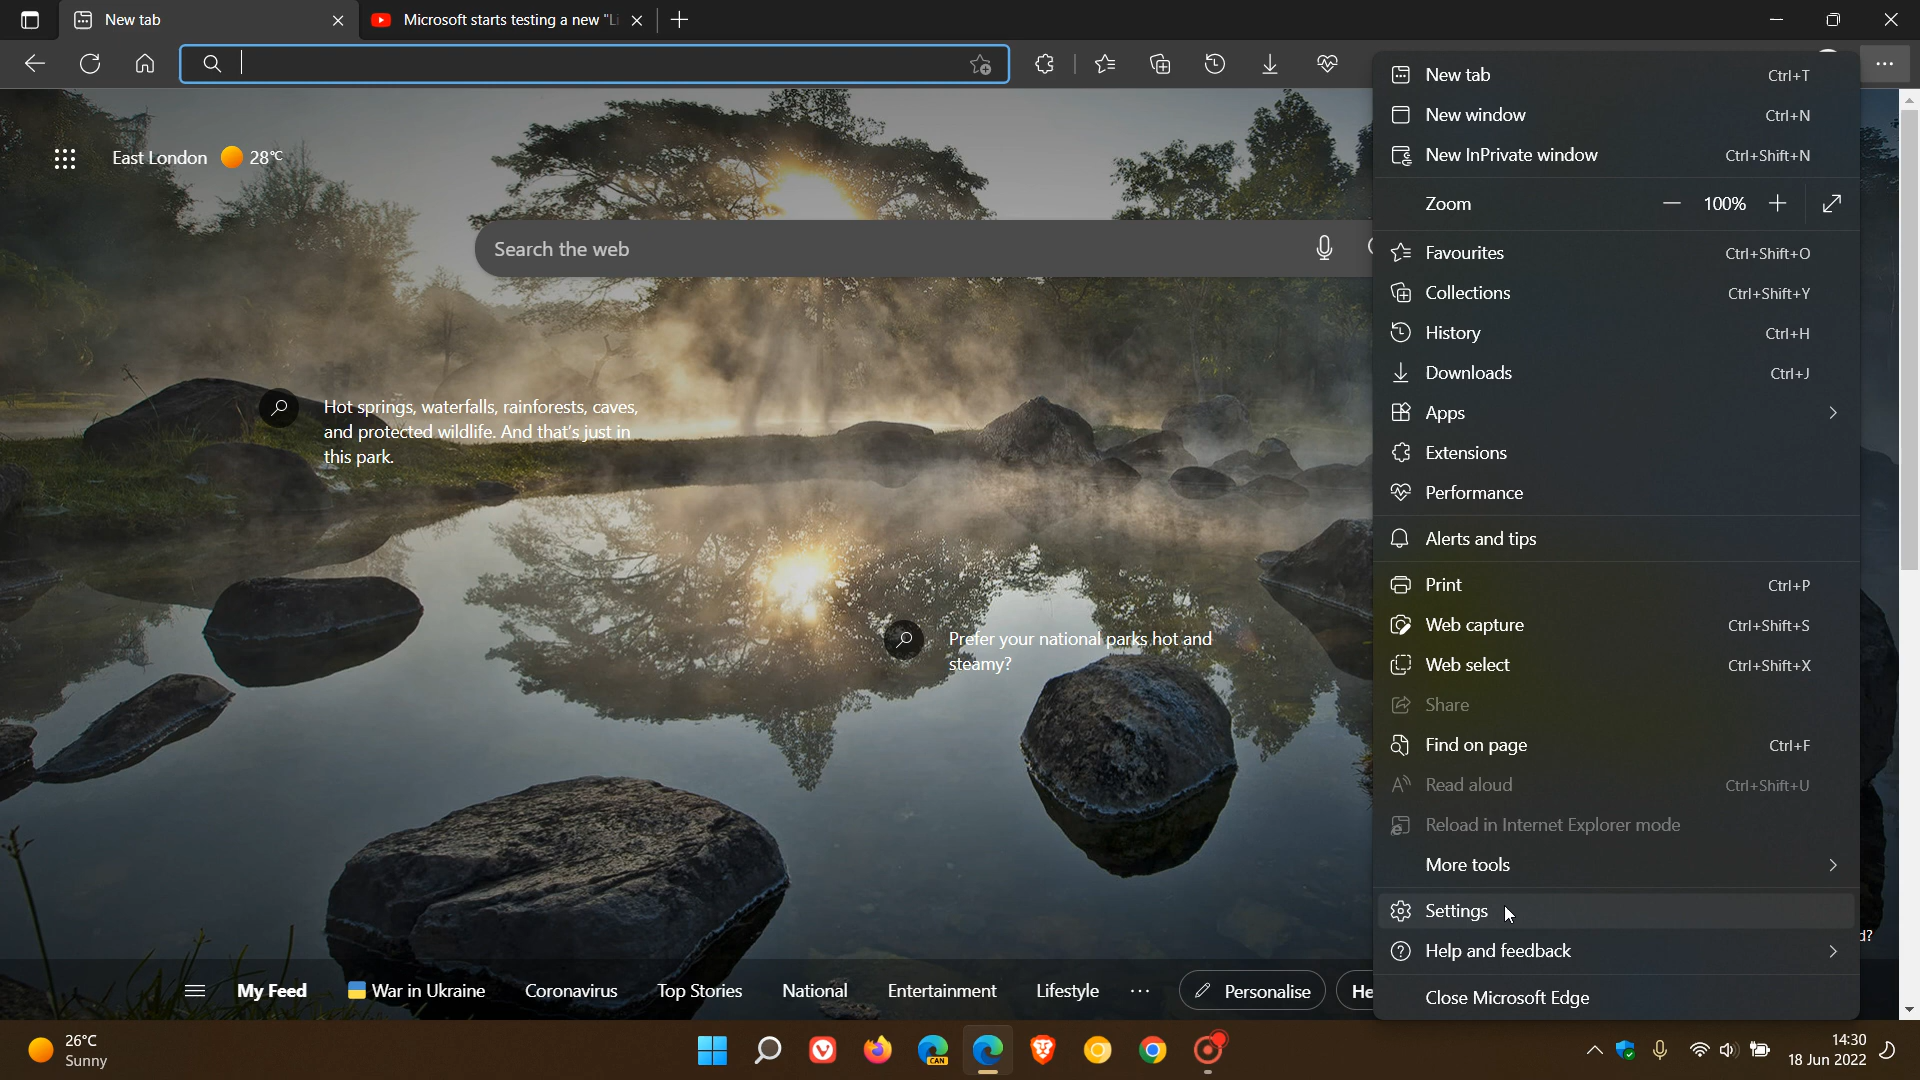 New tab
Microsoft starts testing a new "Li
East London 28°C
Search the web
Hot springs, waterfalls, rainforests, caves,
and protected wildlife. And that's just in
this park.
Prefer your national parks hot and
steamy?
New tab Ctrl+T
New window Ctrl+N
New InPrivate window Ctrl+Shift+N
Zoom 100%
Favourites Ctrl+Shift+O
Collections Ctrl+Shift+Y
History Ctrl+H
Downloads Ctrl+J
Apps
Extensions
Performance
Alerts and tips
Print Ctrl+P
Web capture Ctrl+Shift+S
Web select Ctrl+Shift+X
Share
Find on page Ctrl+F
Read aloud Ctrl+Shift+U
Reload in Internet Explorer mode
More tools
Settings
Help and feedback
Close Microsoft Edge
d?
My Feed War in Ukraine Coronavirus Top Stories National Entertainment Lifestyle Personalise He
26°C
Sunny
CAN
14:30
18 Jun 2022